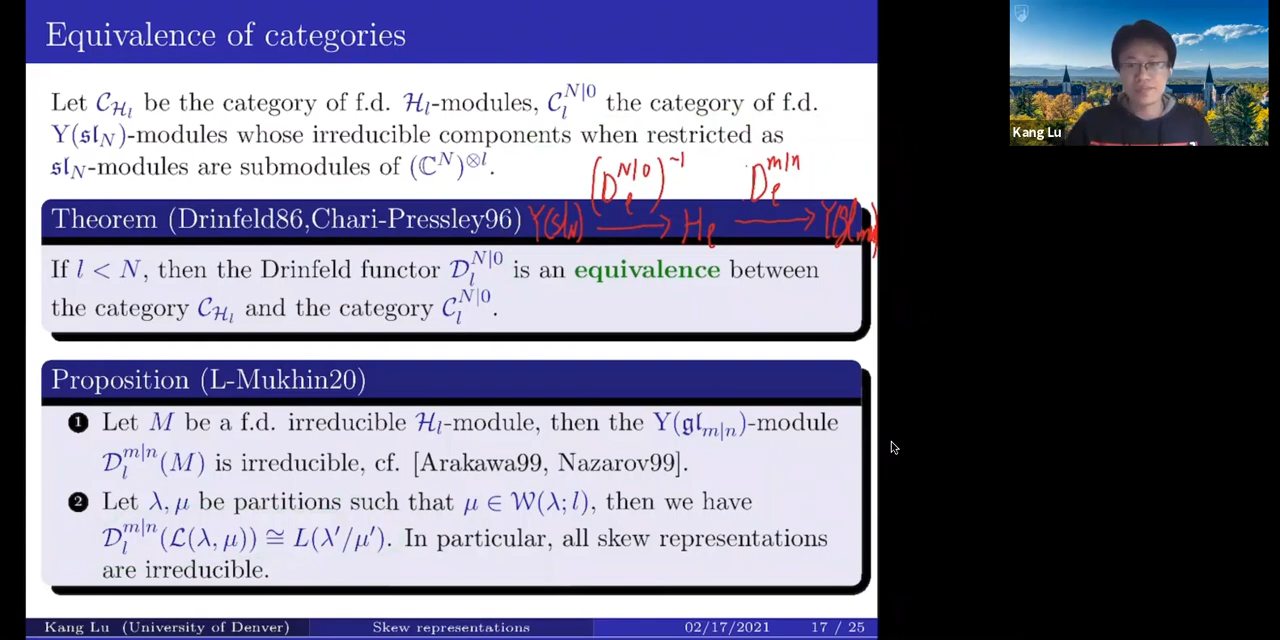 Equivalence of categories
Let 𝒞_{ℋ_l} be the category of f.d. ℋ_l-modules, 𝒞_l^{N|0} the category of f.d.
Y(𝔰𝔩_N)-modules whose irreducible components when restricted as
𝔰𝔩_N-modules are submodules of (ℂ^N)^{⊗l}.
(D_l^{N|0})^{-1} D_l^{m|n}
Theorem (Drinfeld86,Chari-Pressley96) Y(sl_N) ⟶ H_l ⟶ Y(gl_{m|n})
If l < N, then the Drinfeld functor 𝒟_l^{N|0} is an equivalence between
the category 𝒞_{ℋ_l} and the category 𝒞_l^{N|0}.
Proposition (L-Mukhin20)
1 Let M be a f.d. irreducible ℋ_l-module, then the Y(𝔤𝔩_{m|n})-module
𝒟_l^{m|n}(M) is irreducible, cf. [Arakawa99, Nazarov99].
2 Let λ, μ be partitions such that μ ∈ 𝒲(λ; l), then we have
𝒟_l^{m|n}(ℒ(λ, μ)) ≅ L(λ′/μ′). In particular, all skew representations
are irreducible.
Kang Lu (University of Denver) Skew representations 02/17/2021 17 / 25
Kang Lu